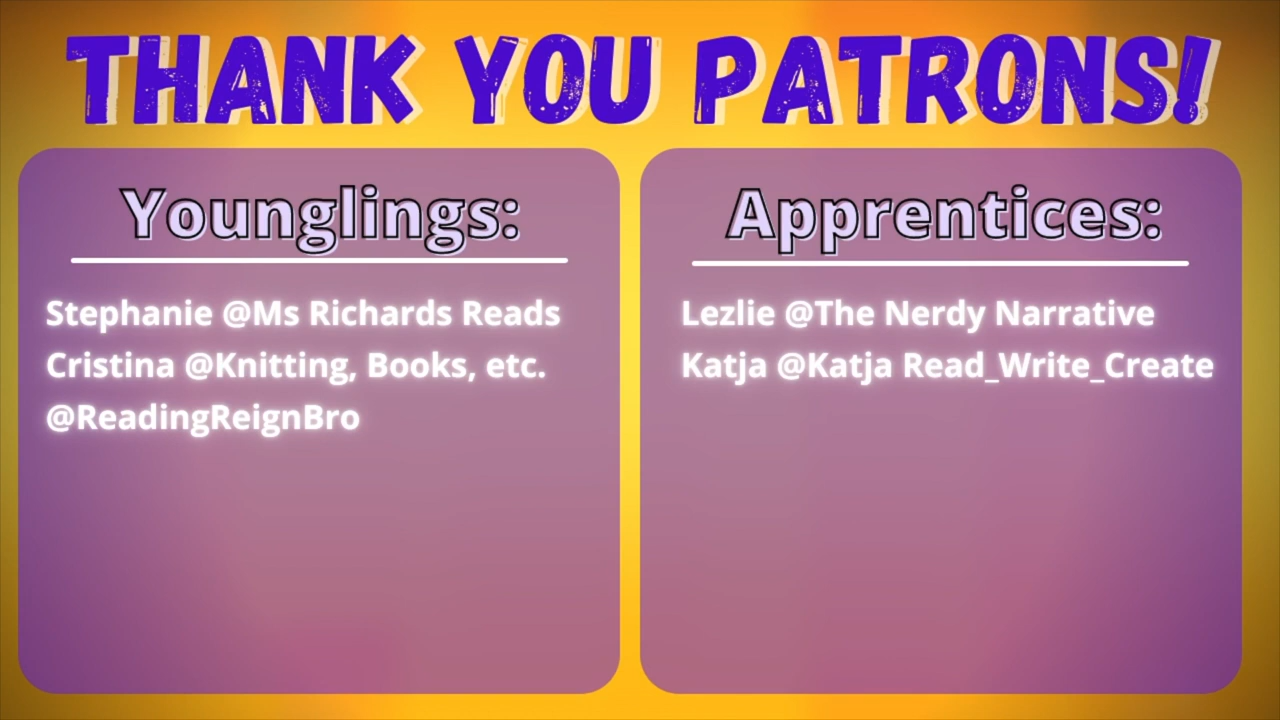 THANK YOU PATRONS!
Younglings:
Stephanie @Ms Richards Reads
Cristina @Knitting, Books, etc.
@ReadingReignBro
Apprentices:
Lezlie @The Nerdy Narrative
Katja @Katja Read_Write_Create